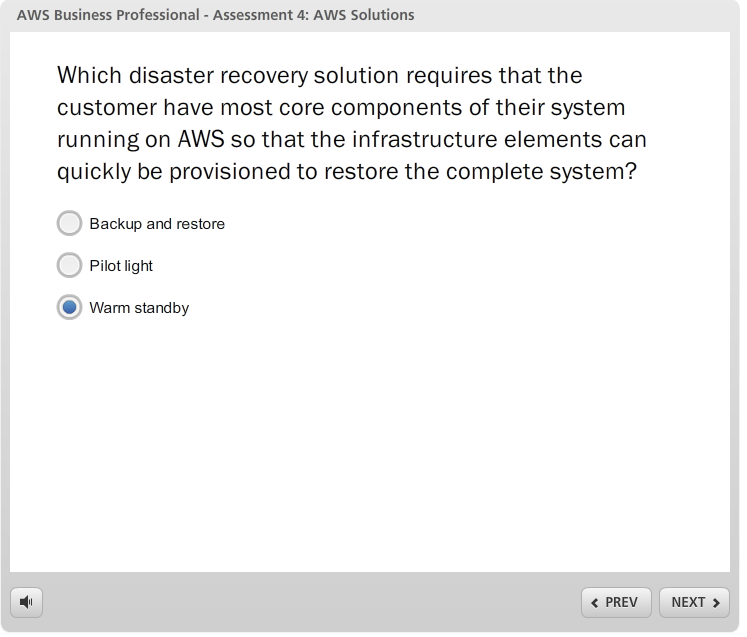 AWS Business Professional - Assessment 4: AWS Solutions
Which disaster recovery solution requires that the
customer have most core components of their system
running on AWS so that the infrastructure elements can
quickly be provisioned to restore the complete system?
Backup and restore
Pilot light
Warm standby
PREV
NEXT